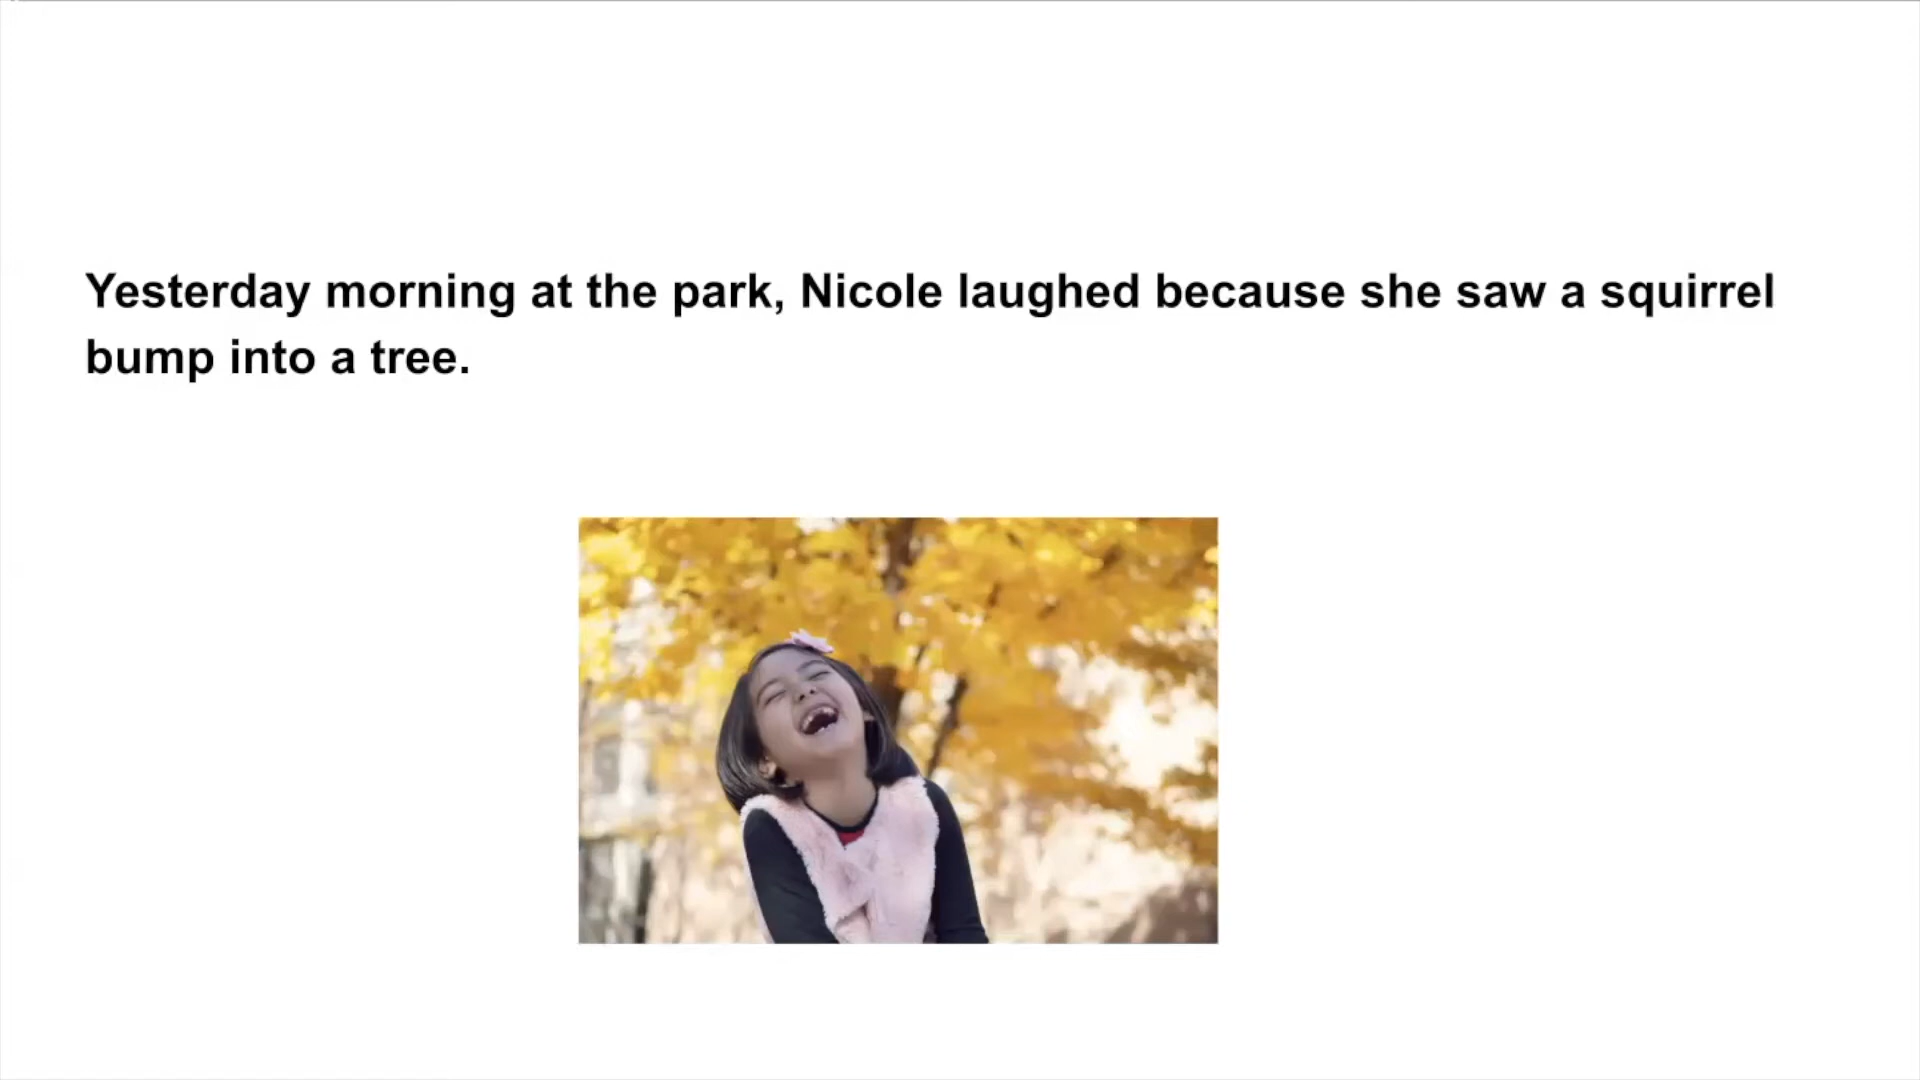 Yesterday morning at the park, Nicole laughed because she saw a squirrel
bump into a tree.